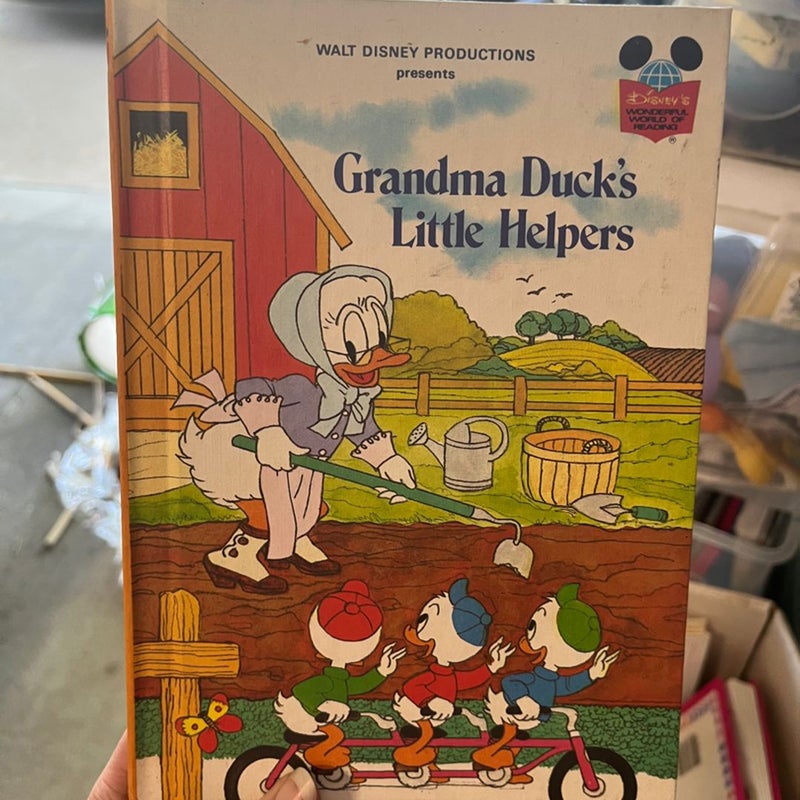 WALT DISNEY PRODUCTIONS
presents
DISNEY'S
WONDERFUL
WORLD OF
READING
®
Grandma Duck's
Little Helpers